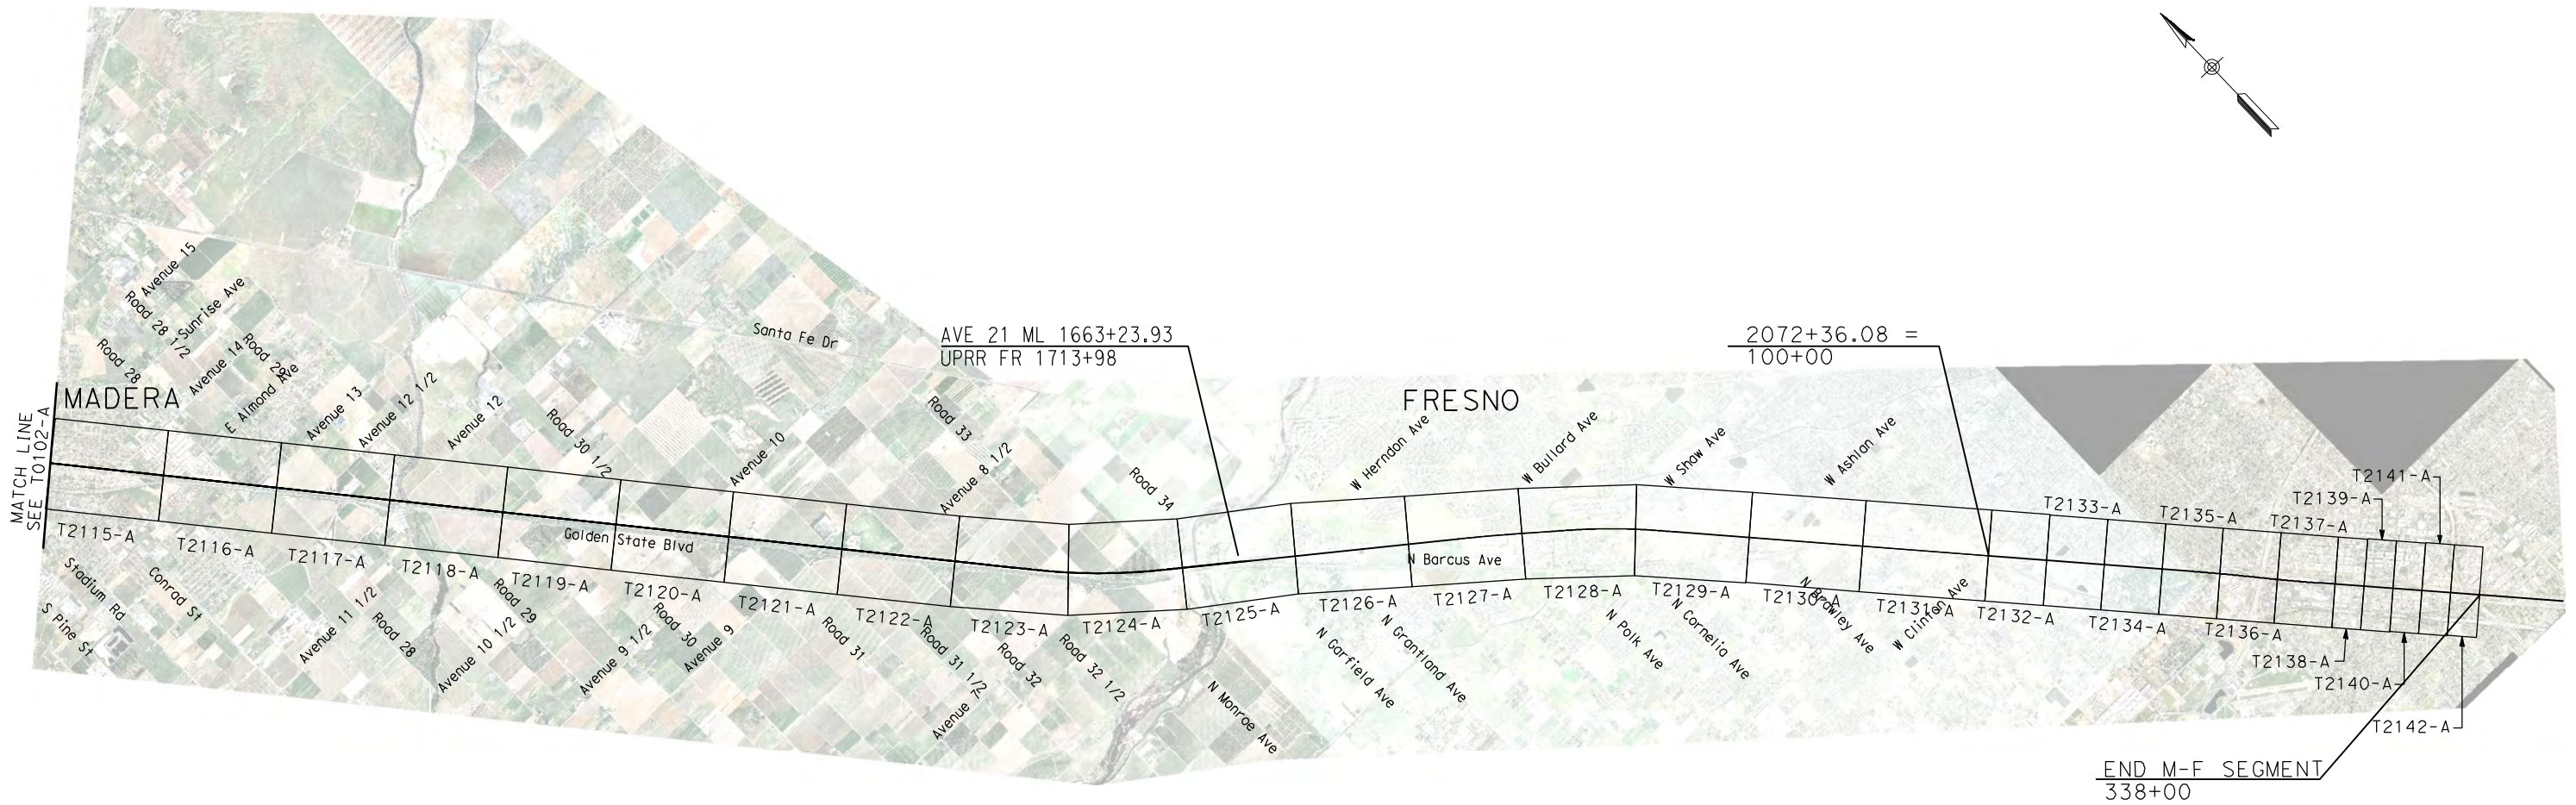 MATCH LINE
SEE T0102-A
MADERA
FRESNO
AVE 21 ML 1663+23.93
UPRR FR 1713+98
2072+36.08 =
100+00
END M-F SEGMENT
338+00
Avenue 15
Road 28 1/2
Sunrise Ave
Road 28
Avenue 14
Road 29
E Almond Ave
Avenue 13
Avenue 12 1/2
Avenue 12
Road 30 1/2
Santa Fe Dr
Avenue 10
Road 33
Avenue 8 1/2
Road 34
W Herndon Ave
W Bullard Ave
W Shaw Ave
W Ashlan Ave
Golden State Blvd
N Barcus Ave
T2115-A
T2116-A
T2117-A
T2118-A
T2119-A
T2120-A
T2121-A
T2122-A
T2123-A
T2124-A
T2125-A
T2126-A
T2127-A
T2128-A
T2129-A
T2130-A
T2131-A
T2132-A
T2133-A
T2134-A
T2135-A
T2136-A
T2137-A
T2138-A
T2139-A
T2140-A
T2141-A
T2142-A
Stadium Rd
S Pine St
Conrad St
Avenue 11 1/2
Road 28
Road 29
Avenue 10 1/2
Avenue 9 1/2
Road 30
Avenue 9
Road 31
Road 31 1/2
Avenue 7
Road 32
Road 32 1/2
N Monroe Ave
N Garfield Ave
N Grantland Ave
N Polk Ave
N Cornelia Ave
N Brawley Ave
W Clinton Ave